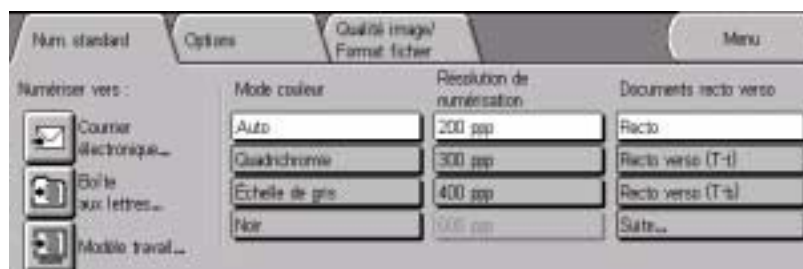 Num. standard
Options
Qualité image/
Format fichier
Menu
Numériser vers :
Courrier
électronique...
Boîte
aux lettres...
Modèle travail...
Mode couleur
Auto
Quadrichromie
Échelle de gris
Noir
Résolution de
numérisation
200 ppp
300 ppp
400 ppp
600 ppp
Documents recto verso
Recto
Recto verso (T-t)
Recto verso (T-b)
Suite...